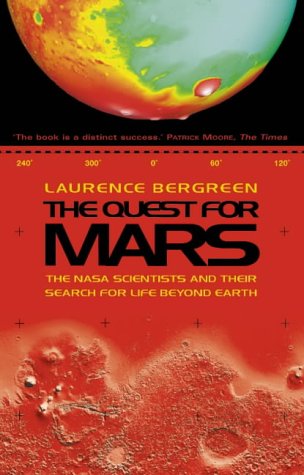 'The book is a distinct success.' Patrick Moore, The Times
240° 300° 0° 60° 120°
LAURENCE BERGREEN
THE QUEST FOR
MARS
THE NASA SCIENTISTS AND THEIR
SEARCH FOR LIFE BEYOND EARTH